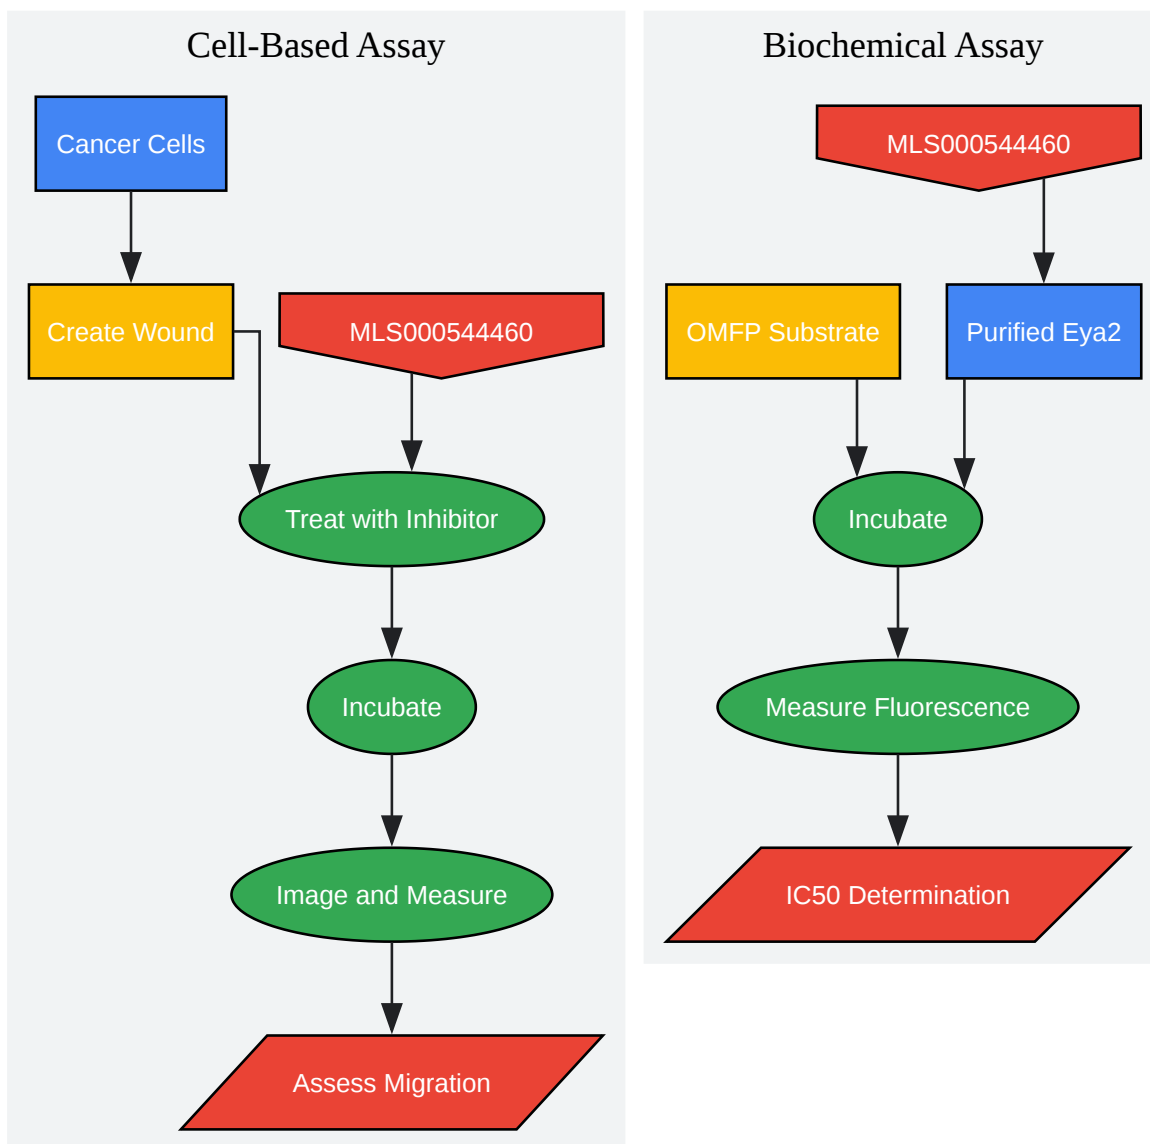 Cell-Based Assay
Cancer Cells
Create Wound
MLS000544460
Treat with Inhibitor
Incubate
Image and Measure
Assess Migration
Biochemical Assay
MLS000544460
OMFP Substrate
Purified Eya2
Incubate
Measure Fluorescence
IC50 Determination